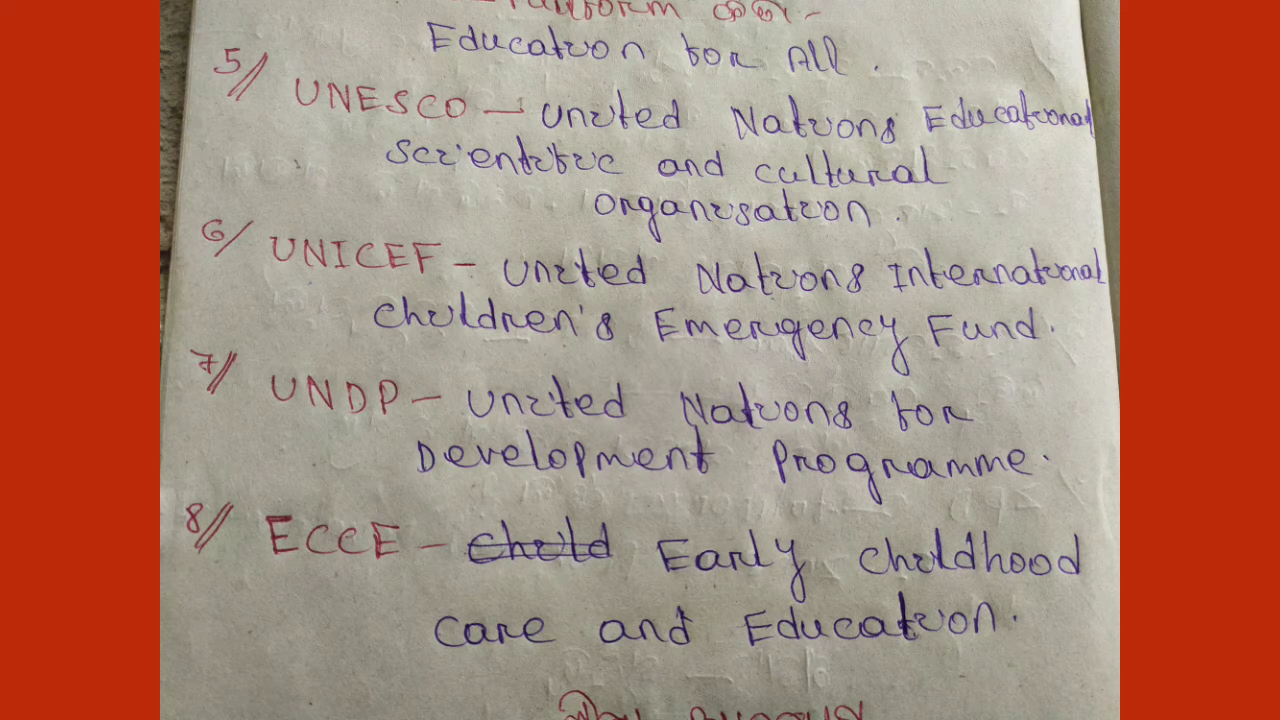 Education for All.
5// UNESCO – United Nations Educational
Scientific and cultural
Organisation.
6/ UNICEF – United Nations International
Children's Emergency Fund.
7// UNDP – United Nations for
Development Programme.
8// ECCE – Child Early childhood
care and Education.